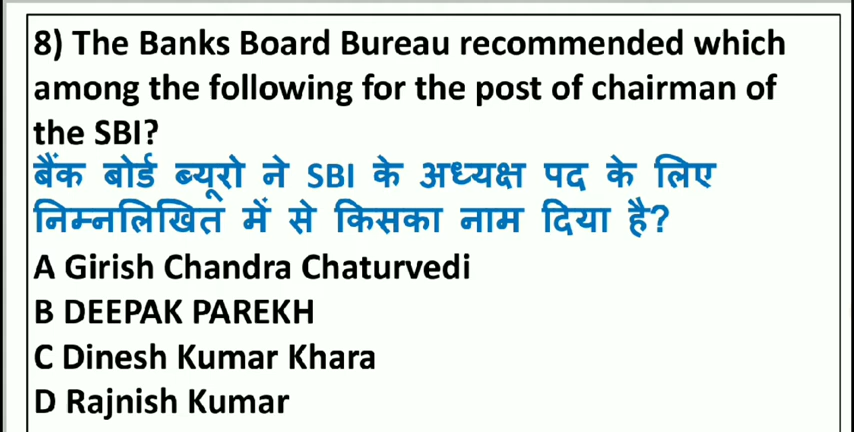 8) The Banks Board Bureau recommended which
among the following for the post of chairman of
the SBI?
बैंक बोर्ड ब्यूरो ने SBI के अध्यक्ष पद के लिए
निम्नलिखित में से किसका नाम दिया है?
A Girish Chandra Chaturvedi
B DEEPAK PAREKH
C Dinesh Kumar Khara
D Rajnish Kumar